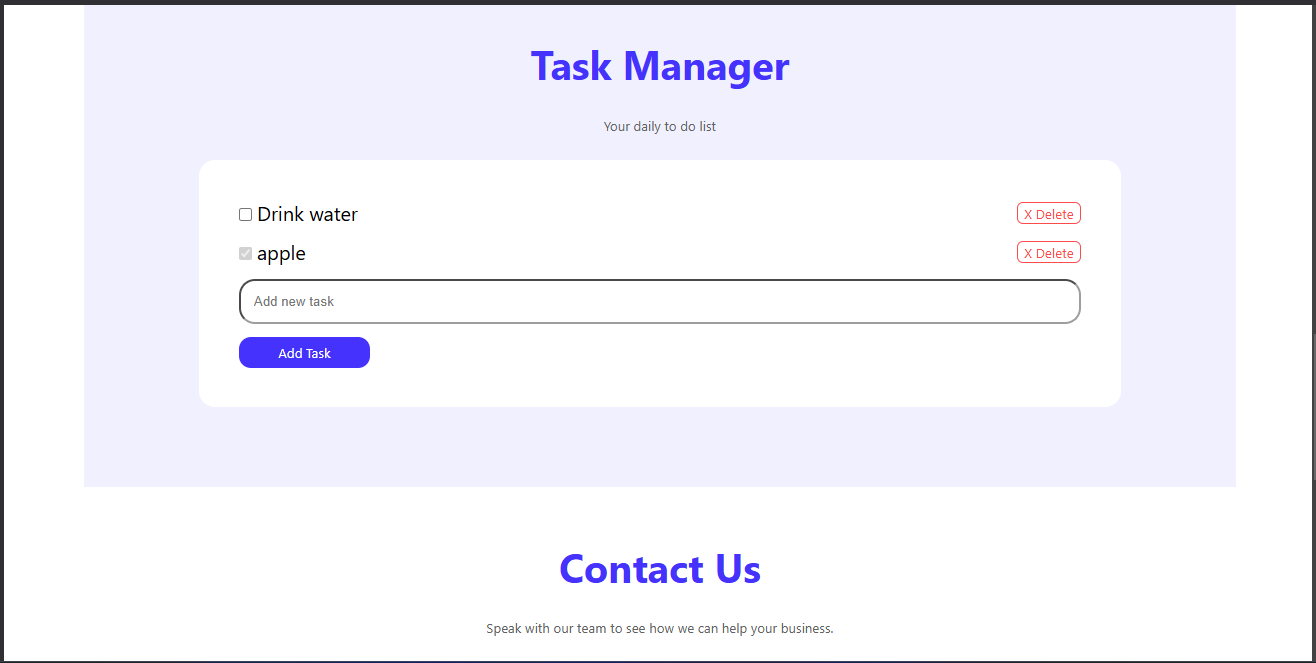 Task Manager
Your daily to do list
Drink water
X Delete
apple
X Delete
Add new task
Add Task
Contact Us
Speak with our team to see how we can help your business.